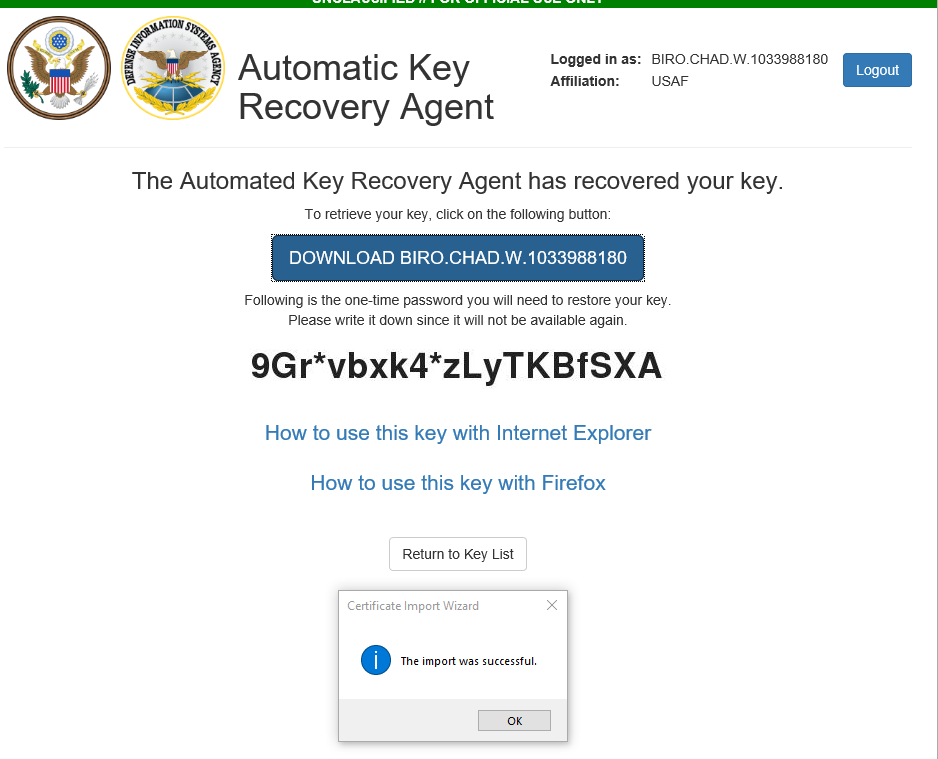 UNCLASSIFIED // FOR OFFICIAL USE ONLY
DEFENSE INFORMATION SYSTEMS AGENCY
Automatic Key
Recovery Agent
Logged in as: BIRO.CHAD.W.1033988180
Affiliation: USAF
Logout
The Automated Key Recovery Agent has recovered your key.
To retrieve your key, click on the following button:
DOWNLOAD BIRO.CHAD.W.1033988180
Following is the one-time password you will need to restore your key.
Please write it down since it will not be available again.
9Gr*vbxk4*zLyTKBfSXA
How to use this key with Internet Explorer
How to use this key with Firefox
Return to Key List
Certificate Import Wizard
The import was successful.
OK